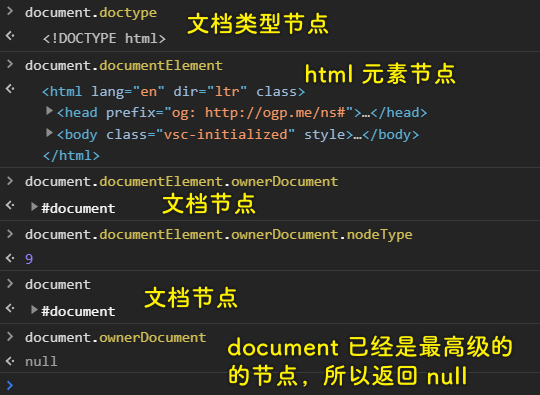 document.doctype
文档类型节点
<!DOCTYPE html>
document.documentElement
html 元素节点
<html lang="en" dir="ltr" class>
<head prefix="og: http://ogp.me/ns#">…</head>
<body class="vsc-initialized" style>…</body>
</html>
document.documentElement.ownerDocument
#document
文档节点
document.documentElement.ownerDocument.nodeType
9
document
文档节点
#document
document.ownerDocument
document 已经是最高级的
的节点，所以返回 null
null